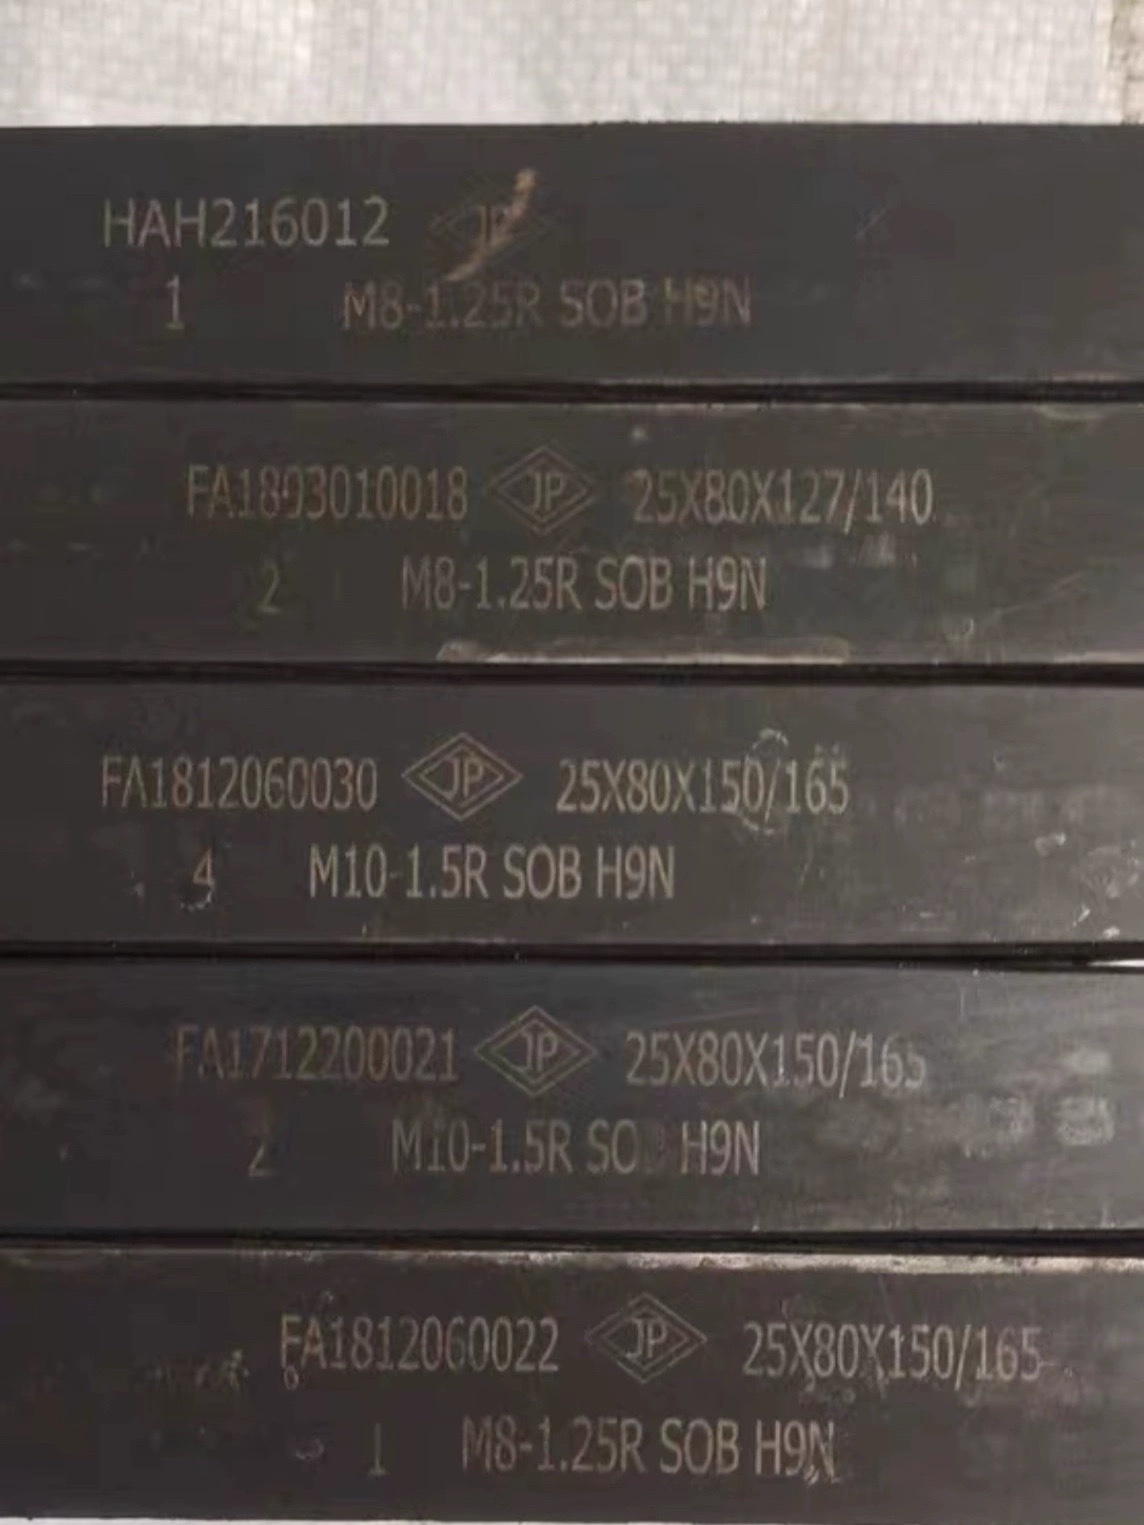 HAH216012 JP
1 M8-1.25R SOB H9N
FA1803010018 JP 25X80X127/140
2 M8-1.25R SOB H9N
FA1812060030 JP 25X80X150/165
4 M10-1.5R SOB H9N
FA1712200021 JP 25X80X150/165
2 M10-1.5R SO H9N
FA1812060022 JP 25X80X150/165
1 M8-1.25R SOB H9N